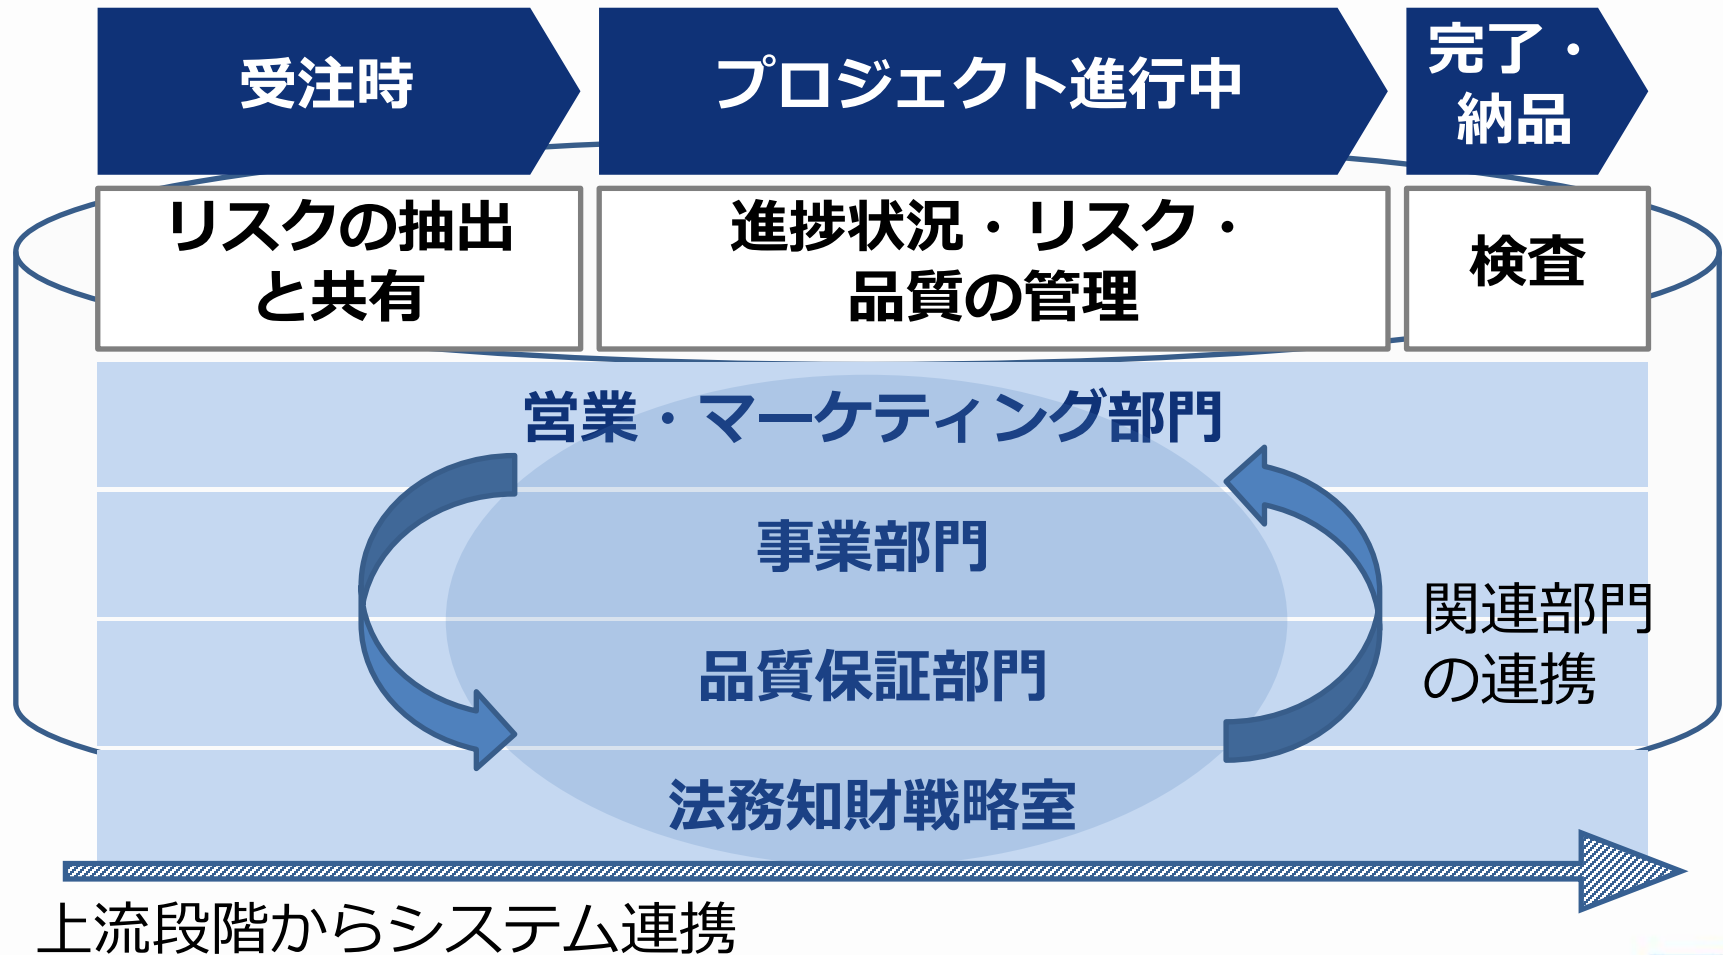 受注時
プロジェクト進行中
完了・
納品
リスクの抽出
と共有
進捗状況・リスク・
品質の管理
検査
営業・マーケティング部門
事業部門
品質保証部門
法務知財戦略室
関連部門
の連携
上流段階からシステム連携